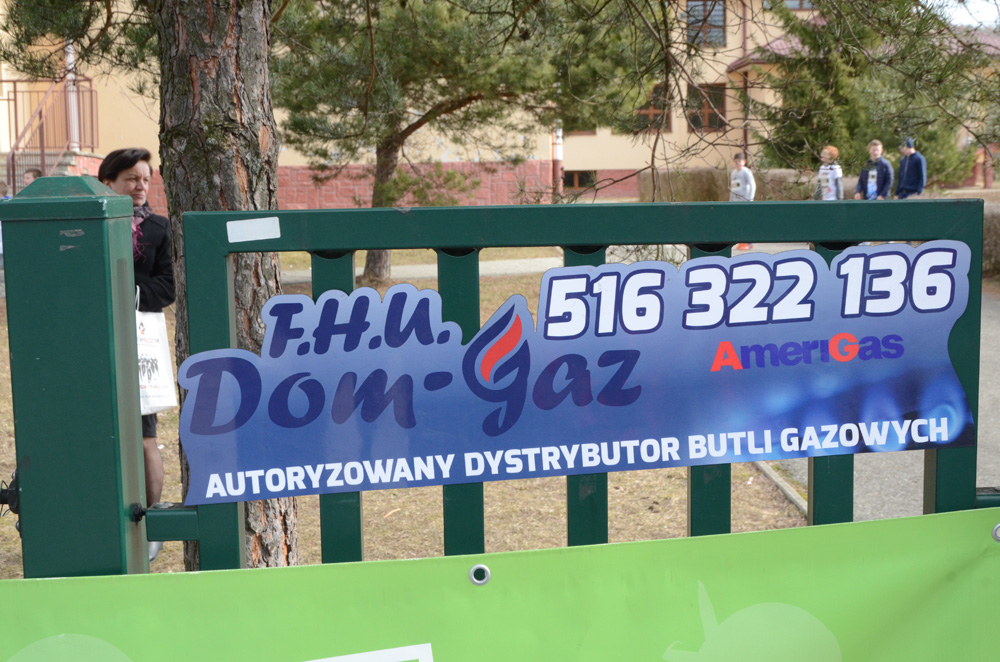 F.H.U.
Dom-Gaz
516 322 136
AmeriGas
AUTORYZOWANY DYSTRYBUTOR BUTLI GAZOWYCH